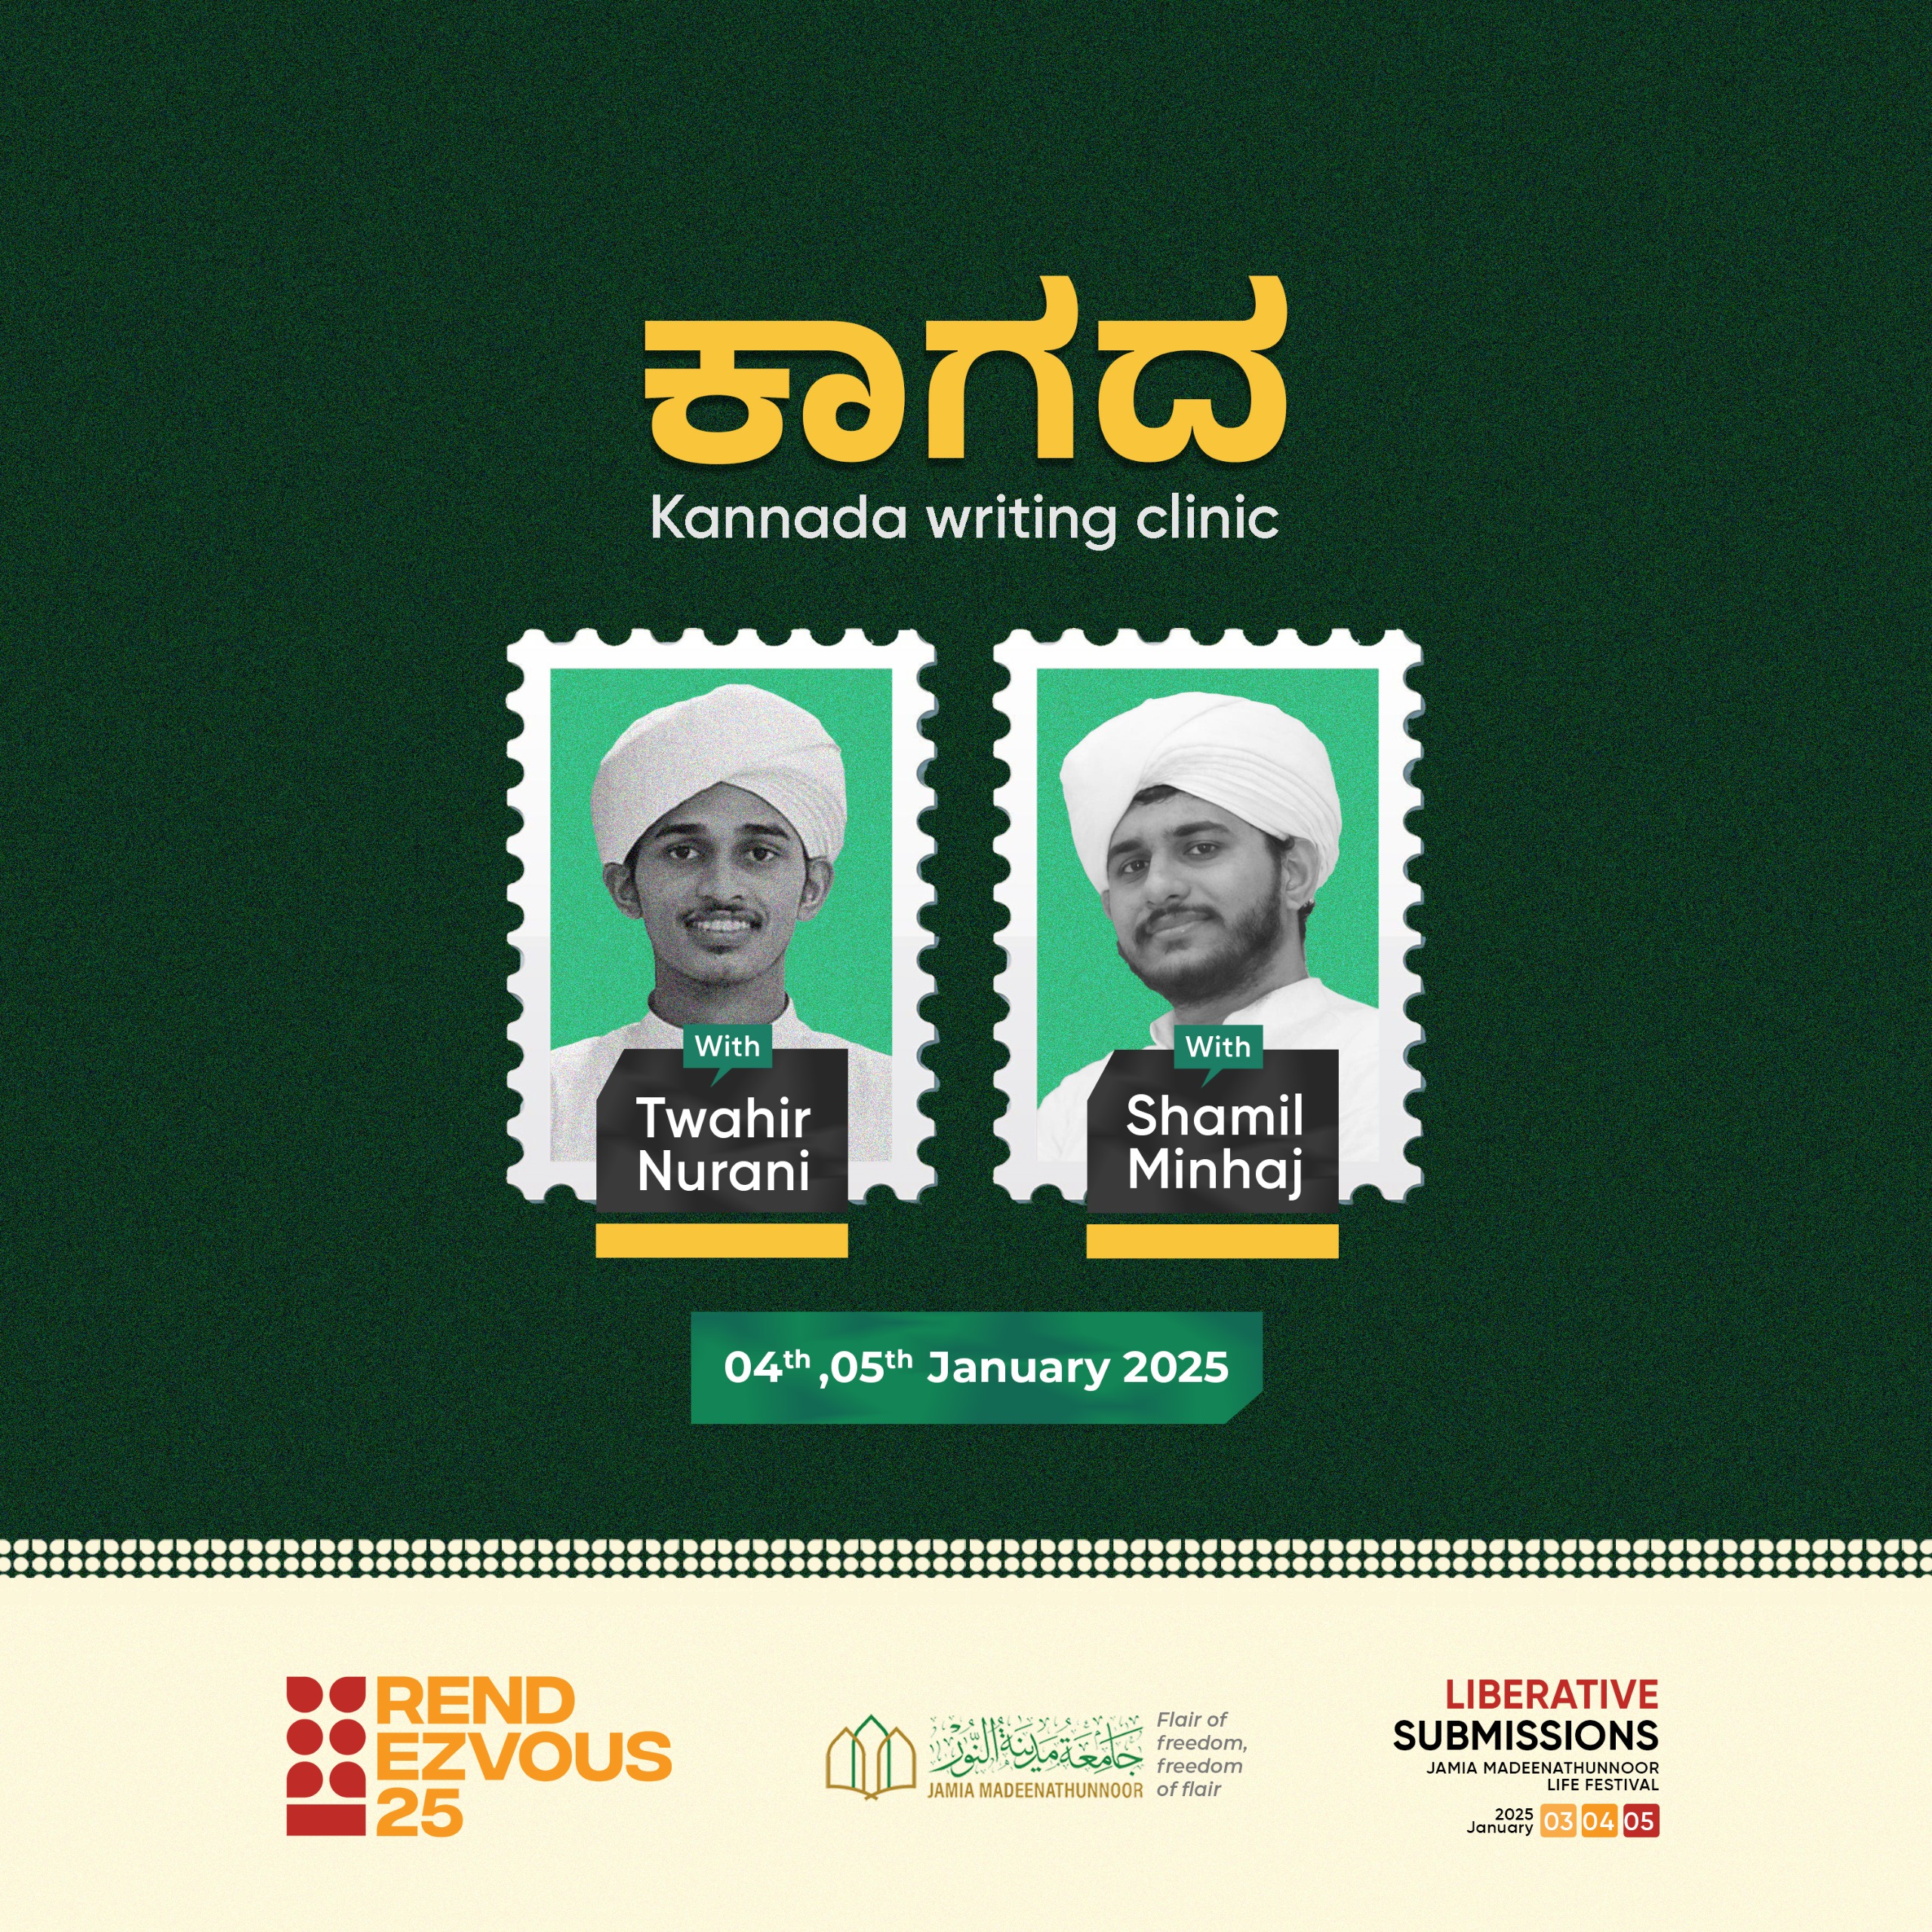 ಕಾಗದ
Kannada writing clinic
With
Twahir
Nurani
With
Shamil
Minhaj
04th ,05th January 2025
REND
EZVOUS
25
جامعة مدينة النور
JAMIA MADEENATHUNNOOR
Flair of
freedom,
freedom
of flair
LIBERATIVE
SUBMISSIONS
JAMIA MADEENATHUNNOOR
LIFE FESTIVAL
2025
January 03 04 05